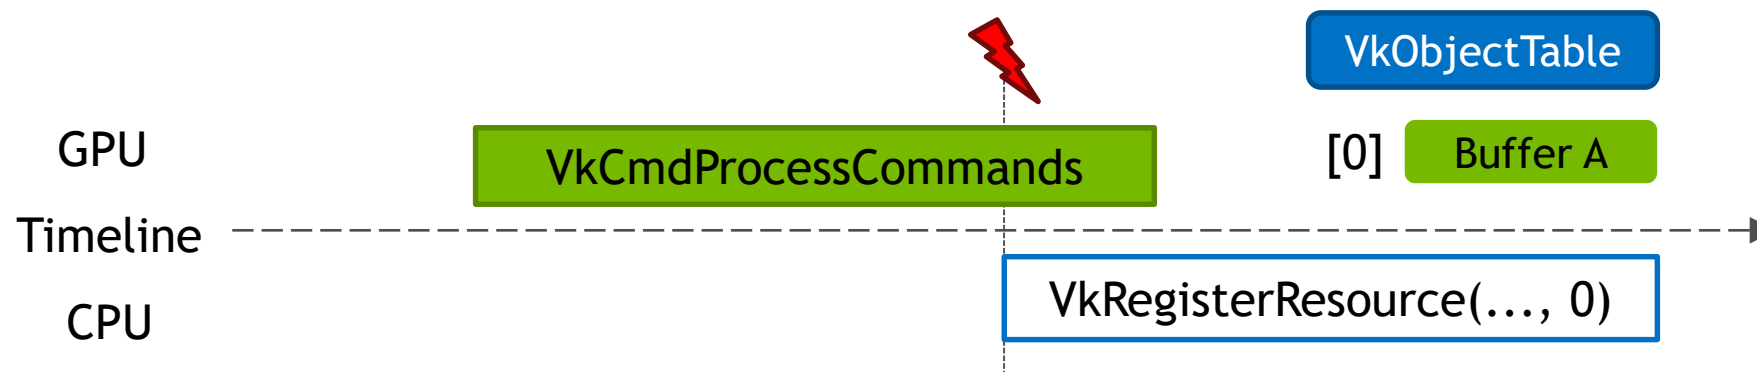 VkObjectTable
GPU
VkCmdProcessCommands
[0] Buffer A
Timeline
CPU
VkRegisterResource(..., 0)